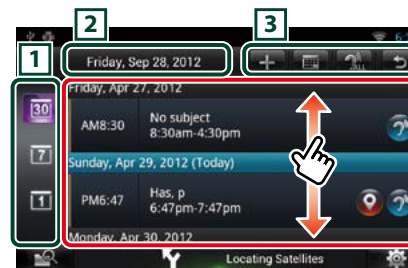 2
3
1
6:
Friday, Sep 28, 2012
Friday, Apr 27, 2012
30
AM8:30
No subject
8:30am-4:30pm
7
Sunday, Apr 29, 2012 (Today)
1
PM6:47
Has, p
6:47pm-7:47pm
Monday, Apr 30, 2012
Locating Satellites